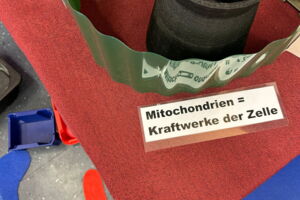 Mitochondrien =
Kraftwerke der Zelle